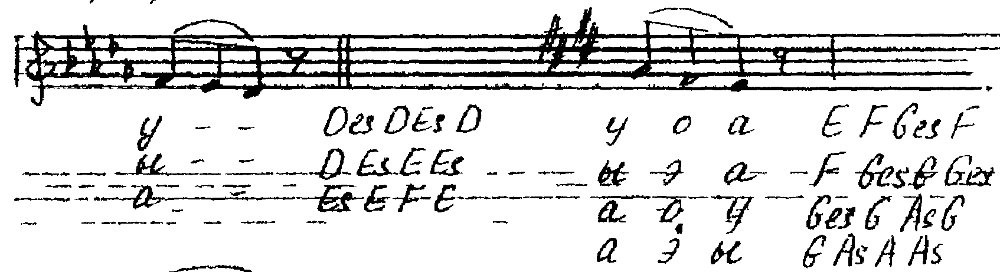 у - - Des D Es D у о а E F Ges F
ы - - D Es E Es ы э а F Ges G Ges
а - - Es E F E а о у Ges G As G
а э ы G As A As